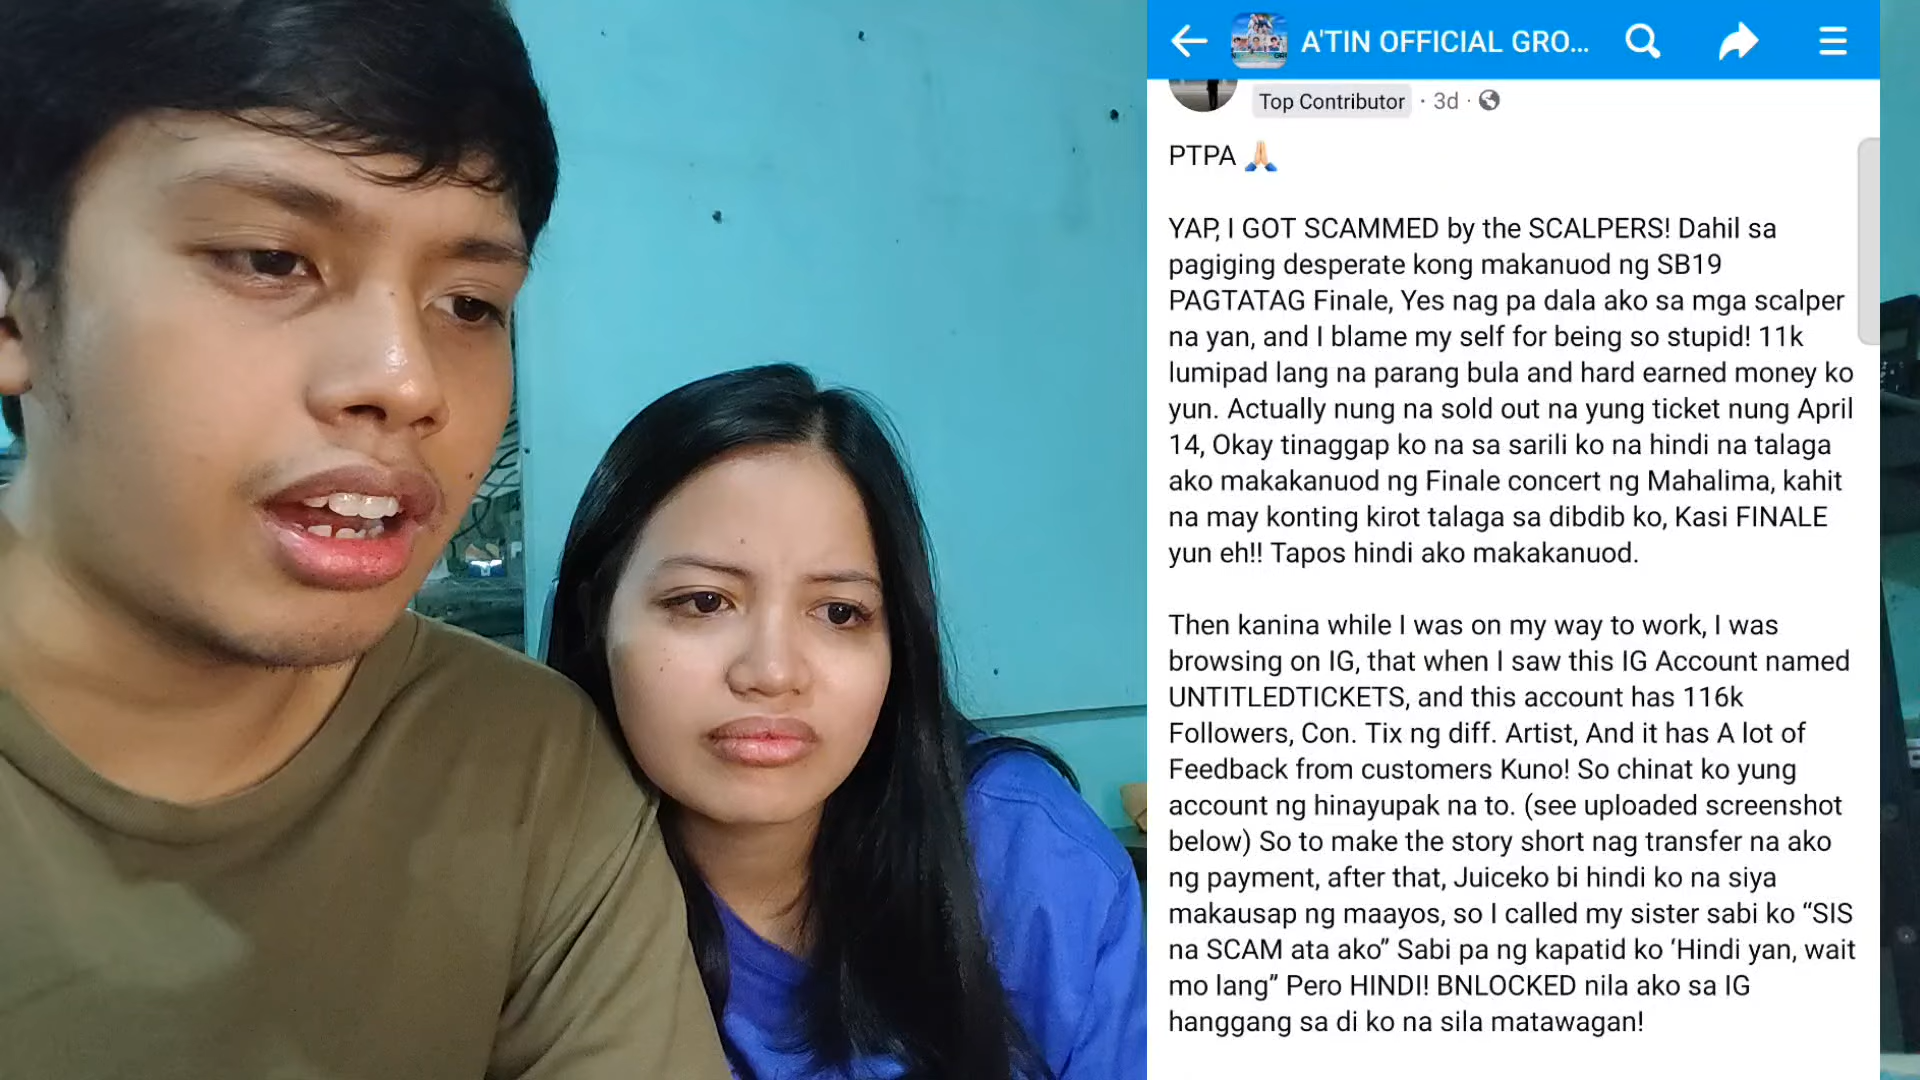 A'TIN OFFICIAL GRO...
Top Contributor · 3d ·
PTPA 🙏🏻
YAP, I GOT SCAMMED by the SCALPERS! Dahil sa
pagiging desperate kong makanuod ng SB19
PAGTATAG Finale, Yes nag pa dala ako sa mga scalper
na yan, and I blame my self for being so stupid! 11k
lumipad lang na parang bula and hard earned money ko
yun. Actually nung na sold out na yung ticket nung April
14, Okay tinaggap ko na sa sarili ko na hindi na talaga
ako makakanuod ng Finale concert ng Mahalima, kahit
na may konting kirot talaga sa dibdib ko, Kasi FINALE
yun eh!! Tapos hindi ako makakanuod.
Then kanina while I was on my way to work, I was
browsing on IG, that when I saw this IG Account named
UNTITLEDTICKETS, and this account has 116k
Followers, Con. Tix ng diff. Artist, And it has A lot of
Feedback from customers Kuno! So chinat ko yung
account ng hinayupak na to. (see uploaded screenshot
below) So to make the story short nag transfer na ako
ng payment, after that, Juiceko bi hindi ko na siya
makausap ng maayos, so I called my sister sabi ko “SIS
na SCAM ata ako” Sabi pa ng kapatid ko ‘Hindi yan, wait
mo lang” Pero HINDI! BNLOCKED nila ako sa IG
hanggang sa di ko na sila matawagan!